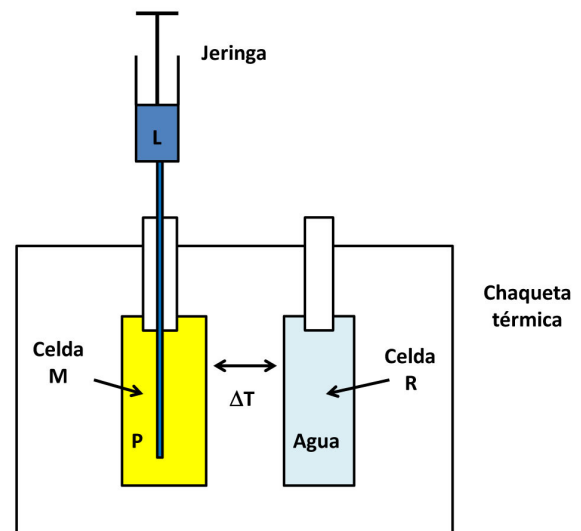 Jeringa
L
Chaqueta
térmica
Celda
M
Celda
R
ΔT
P
Agua